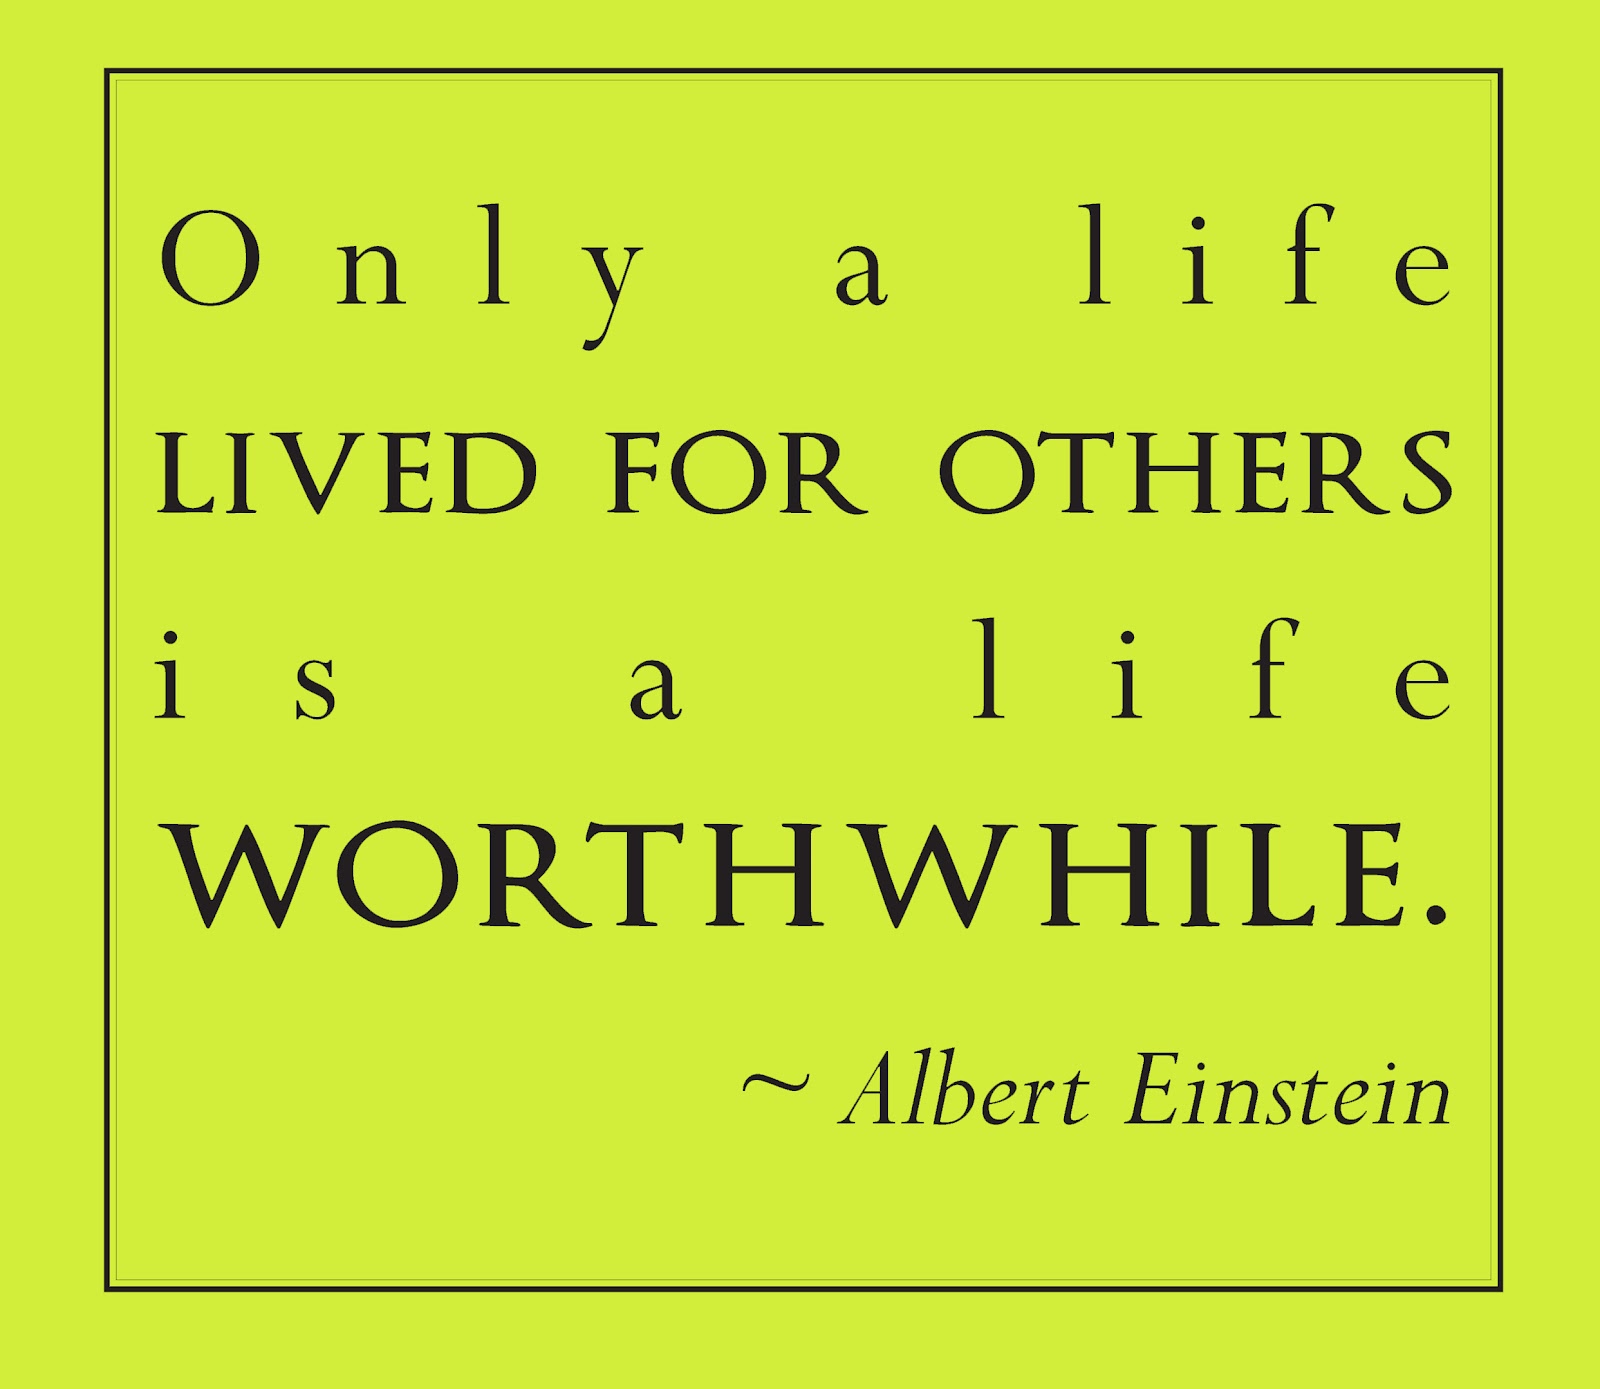 Only a life
LIVED FOR OTHERS
is a life
WORTHWHILE.
~ Albert Einstein